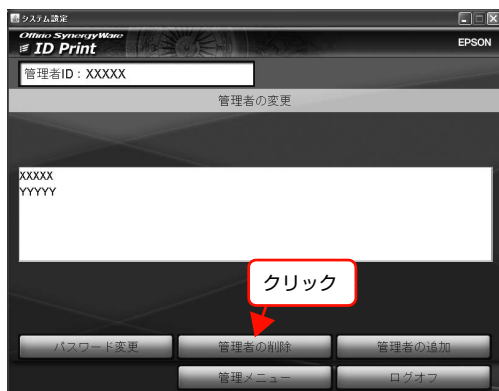 システム設定
Offirio SynergyWare
ID Print
EPSON
管理者ID：XXXXX
管理者の変更
XXXXX
YYYYY
クリック
パスワード変更 管理者の削除 管理者の追加
管理メニュー ログオフ